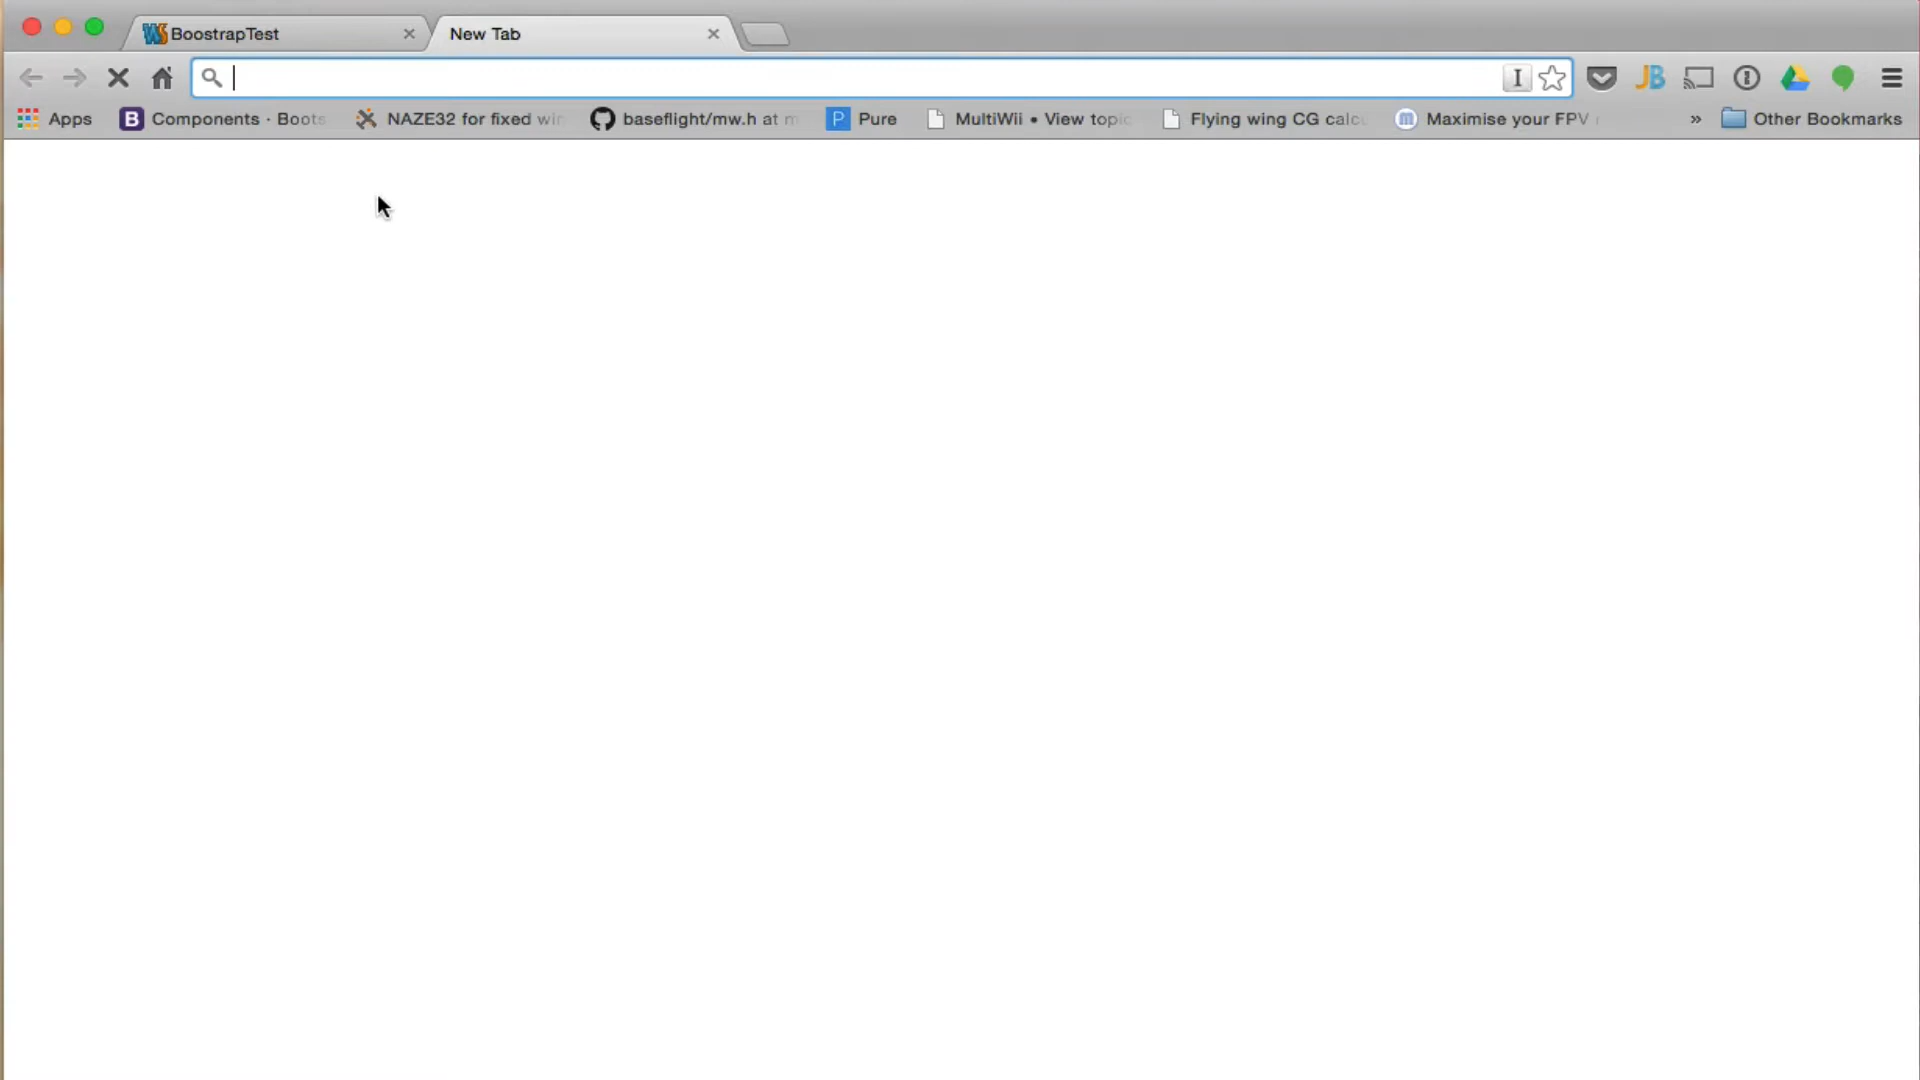 BoostrapTest
New Tab
Apps
Components · Boots
NAZE32 for fixed wi
baseflight/mw.h at m
P Pure
MultiWii • View topic
Flying wing CG calc
Maximise your FPV
»
Other Bookmarks